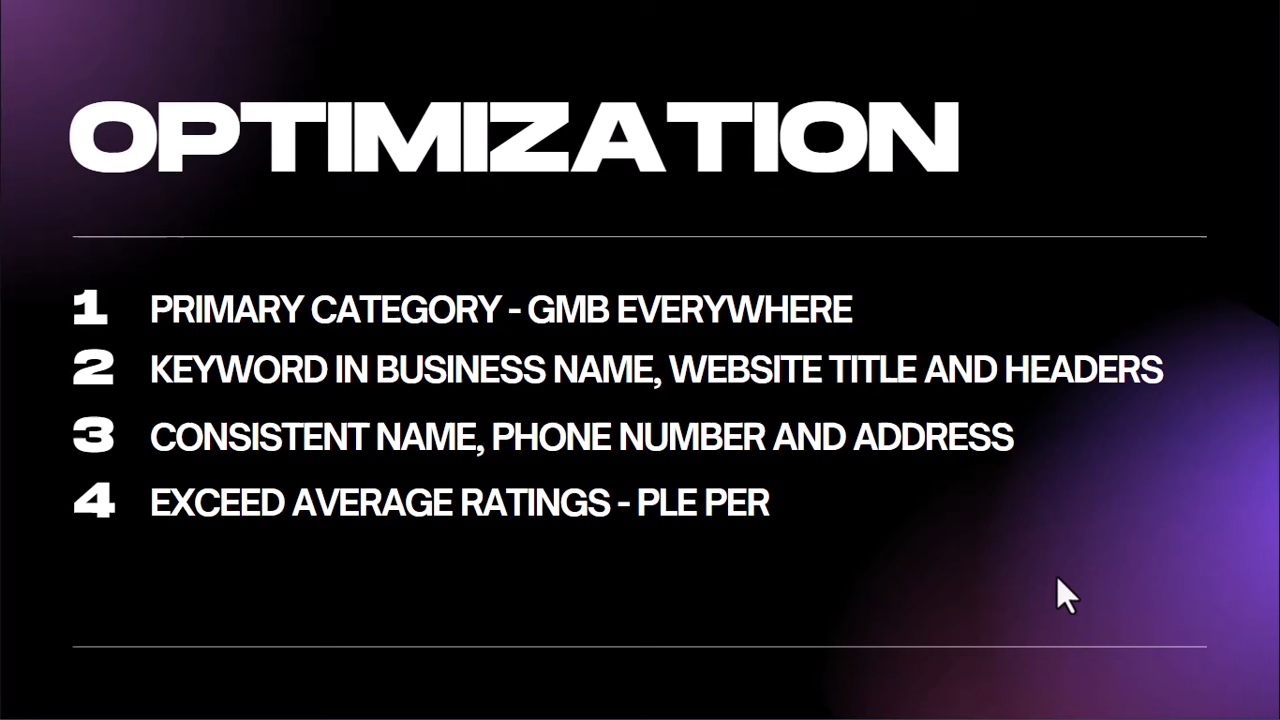 OPTIMIZATION
1 PRIMARY CATEGORY - GMB EVERYWHERE
2 KEYWORD IN BUSINESS NAME, WEBSITE TITLE AND HEADERS
3 CONSISTENT NAME, PHONE NUMBER AND ADDRESS
4 EXCEED AVERAGE RATINGS - PLE PER